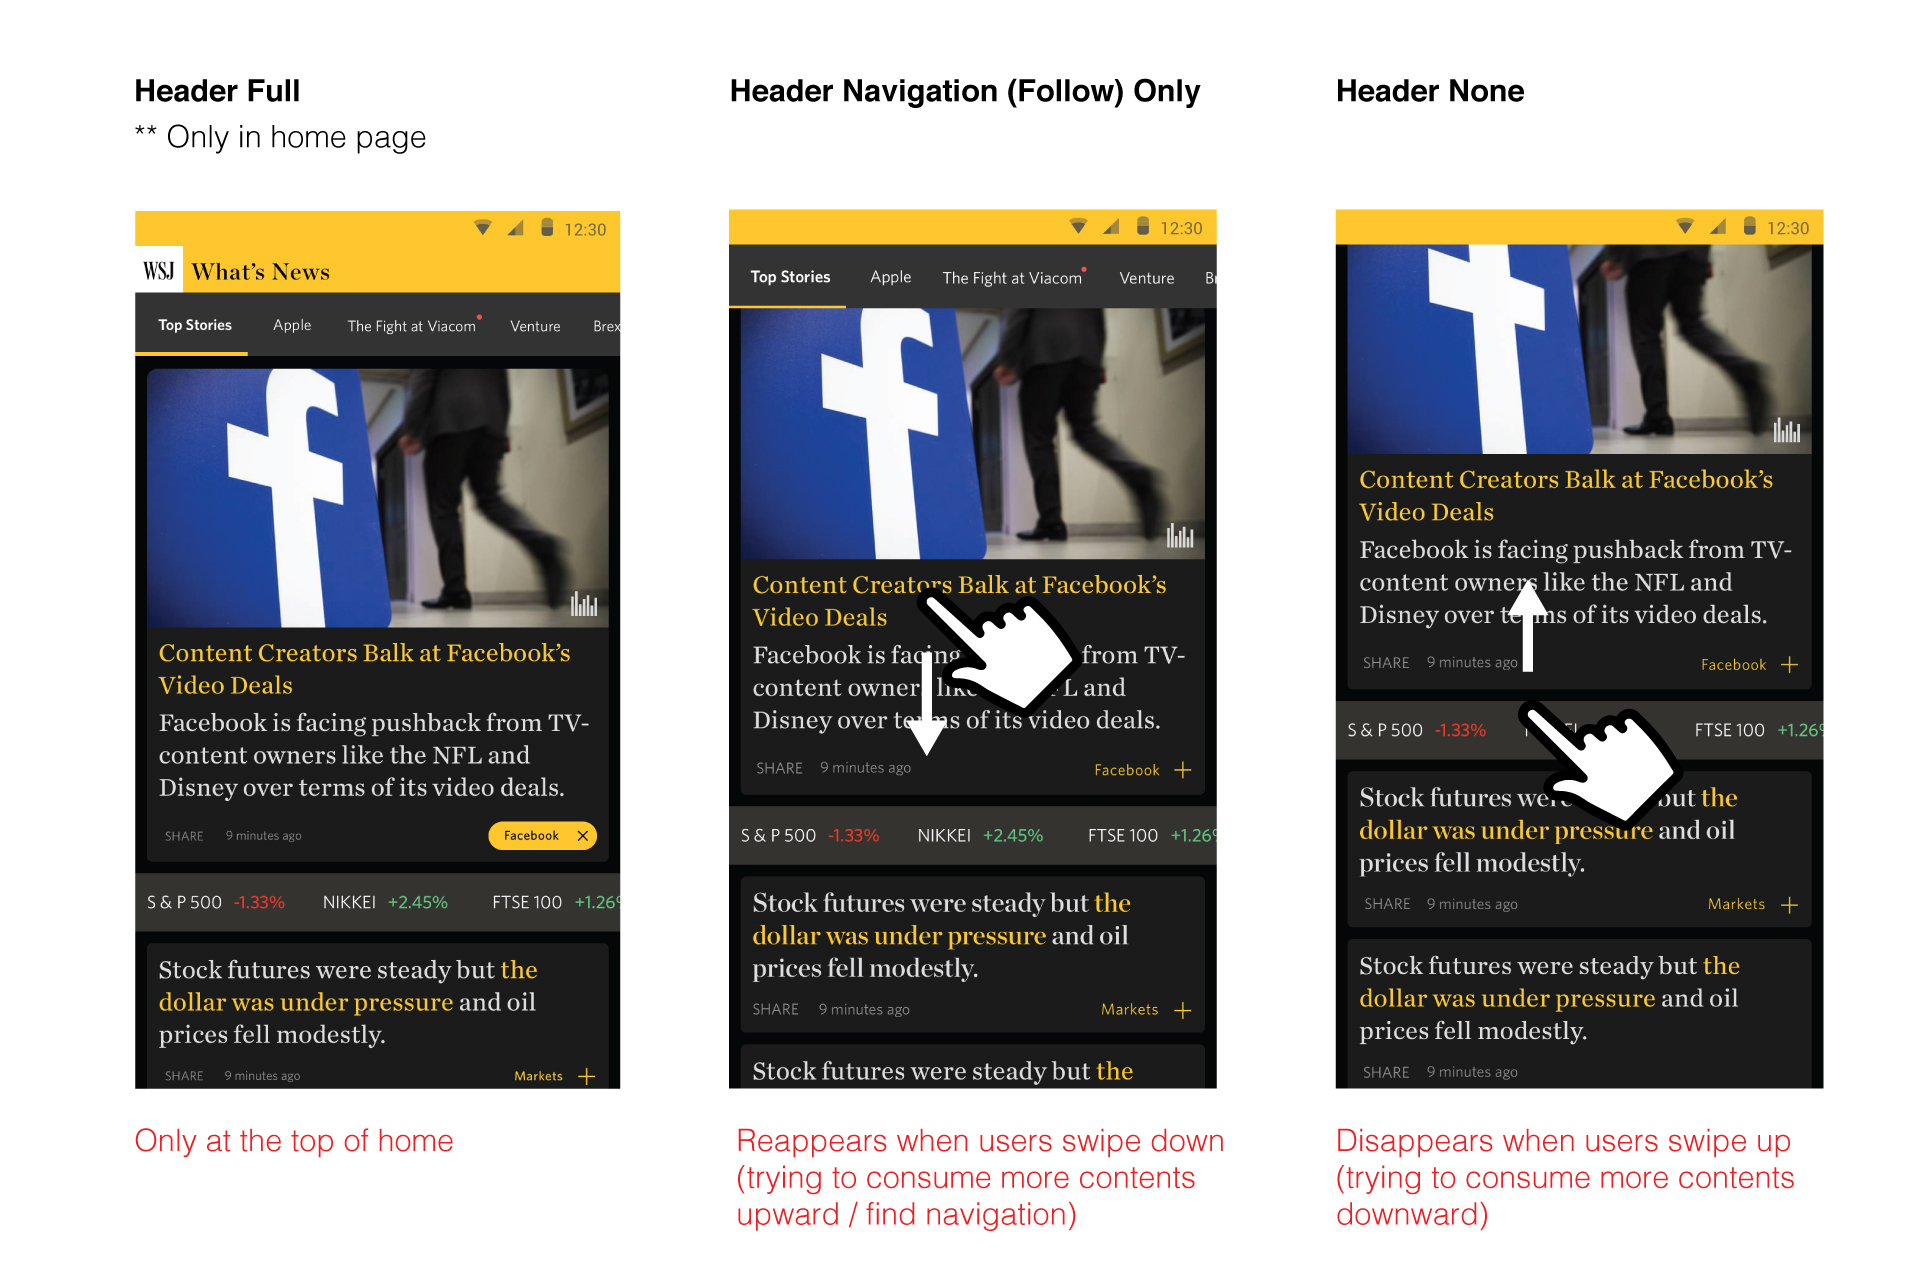 Header Full
** Only in home page
12:30
WSJ What's News
Top Stories Apple The Fight at Viacom Venture Brex
Content Creators Balk at Facebook's
Video Deals
Facebook is facing pushback from TV-
content owners like the NFL and
Disney over terms of its video deals.
SHARE 9 minutes ago Facebook ×
S & P 500 -1.33% NIKKEI +2.45% FTSE 100 +1.26%
Stock futures were steady but the
dollar was under pressure and oil
prices fell modestly.
SHARE 9 minutes ago Markets +
Only at the top of home
Header Navigation (Follow) Only
12:30
Top Stories Apple The Fight at Viacom Venture Br
Content Creators Balk at Facebook's
Video Deals
Facebook is facing from TV-
content owner lik L and
Disney over terms of its video deals.
SHARE 9 minutes ago Facebook +
S & P 500 -1.33% NIKKEI +2.45% FTSE 100 +1.26%
Stock futures were steady but the
dollar was under pressure and oil
prices fell modestly.
SHARE 9 minutes ago Markets +
Stock futures were steady but the
Reappears when users swipe down
(trying to consume more contents
upward / find navigation)
Header None
12:30
Content Creators Balk at Facebook's
Video Deals
Facebook is facing pushback from TV-
content owners like the NFL and
Disney over terms of its video deals.
SHARE 9 minutes ago Facebook +
S & P 500 -1.33% FTSE 100 +1.26%
Stock futures were but the
dollar was under pressure and oil
prices fell modestly.
SHARE 9 minutes ago Markets +
Stock futures were steady but the
dollar was under pressure and oil
prices fell modestly.
SHARE 9 minutes ago
Disappears when users swipe up
(trying to consume more contents
downward)